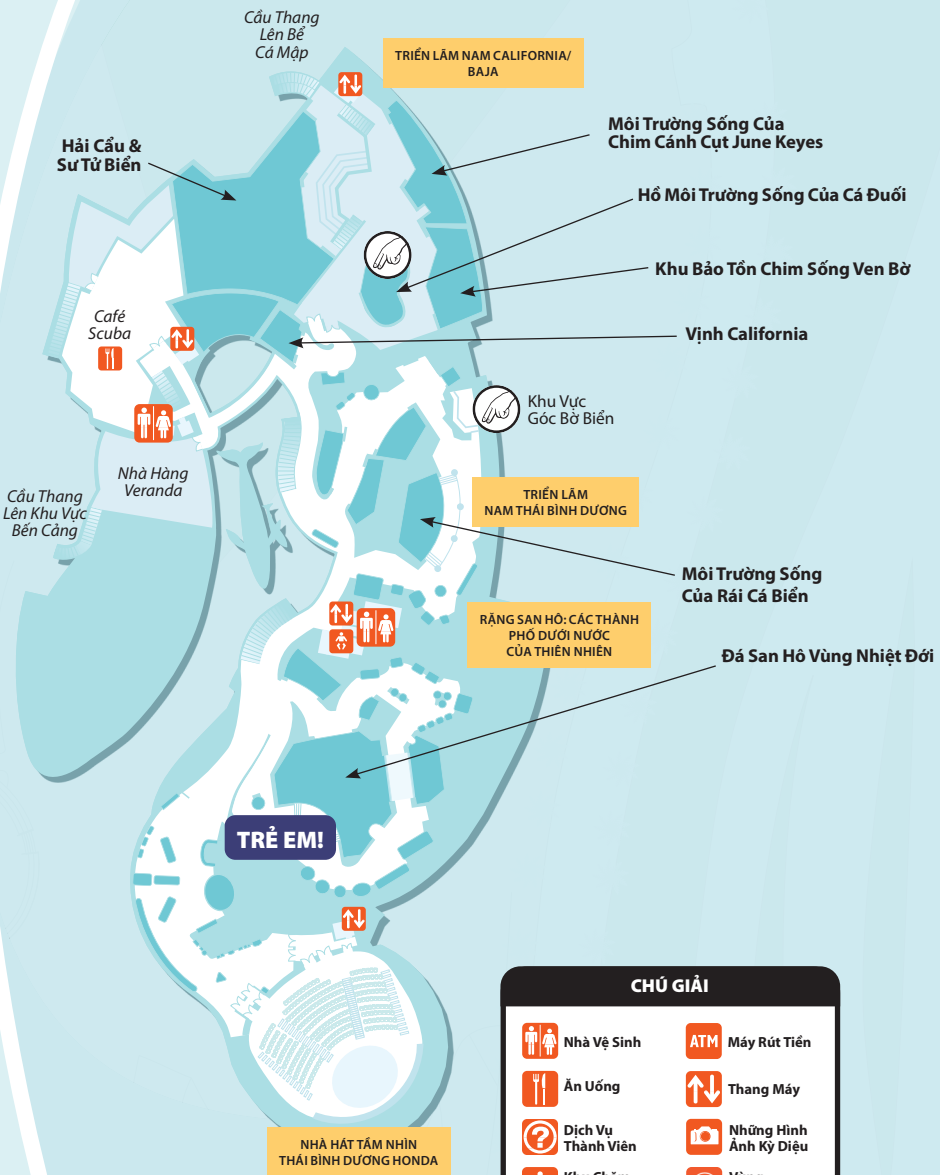 Cầu Thang
Lên Bể
Cá Mập
TRIỂN LÃM NAM CALIFORNIA/
BAJA
Hải Cẩu &
Sư Tử Biển
Môi Trường Sống Của
Chim Cánh Cụt June Keyes
Hồ Môi Trường Sống Của Cá Đuối
Khu Bảo Tồn Chim Sống Ven Bờ
Café
Scuba
Vịnh California
Khu Vực
Góc Bờ Biển
Nhà Hàng
Veranda
Cầu Thang
Lên Khu Vực
Bến Cảng
TRIỂN LÃM
NAM THÁI BÌNH DƯƠNG
Môi Trường Sống
Của Rái Cá Biển
RẶNG SAN HÔ: CÁC THÀNH
PHỐ DƯỚI NƯỚC
CỦA THIÊN NHIÊN
Đá San Hô Vùng Nhiệt Đới
TRẺ EM!
NHÀ HÁT TẦM NHÌN
THÁI BÌNH DƯƠNG HONDA
CHÚ GIẢI
Nhà Vệ Sinh
ATM Máy Rút Tiền
Ăn Uống
Thang Máy
? Dịch Vụ
Thành Viên
Những Hình
Ảnh Kỳ Diệu